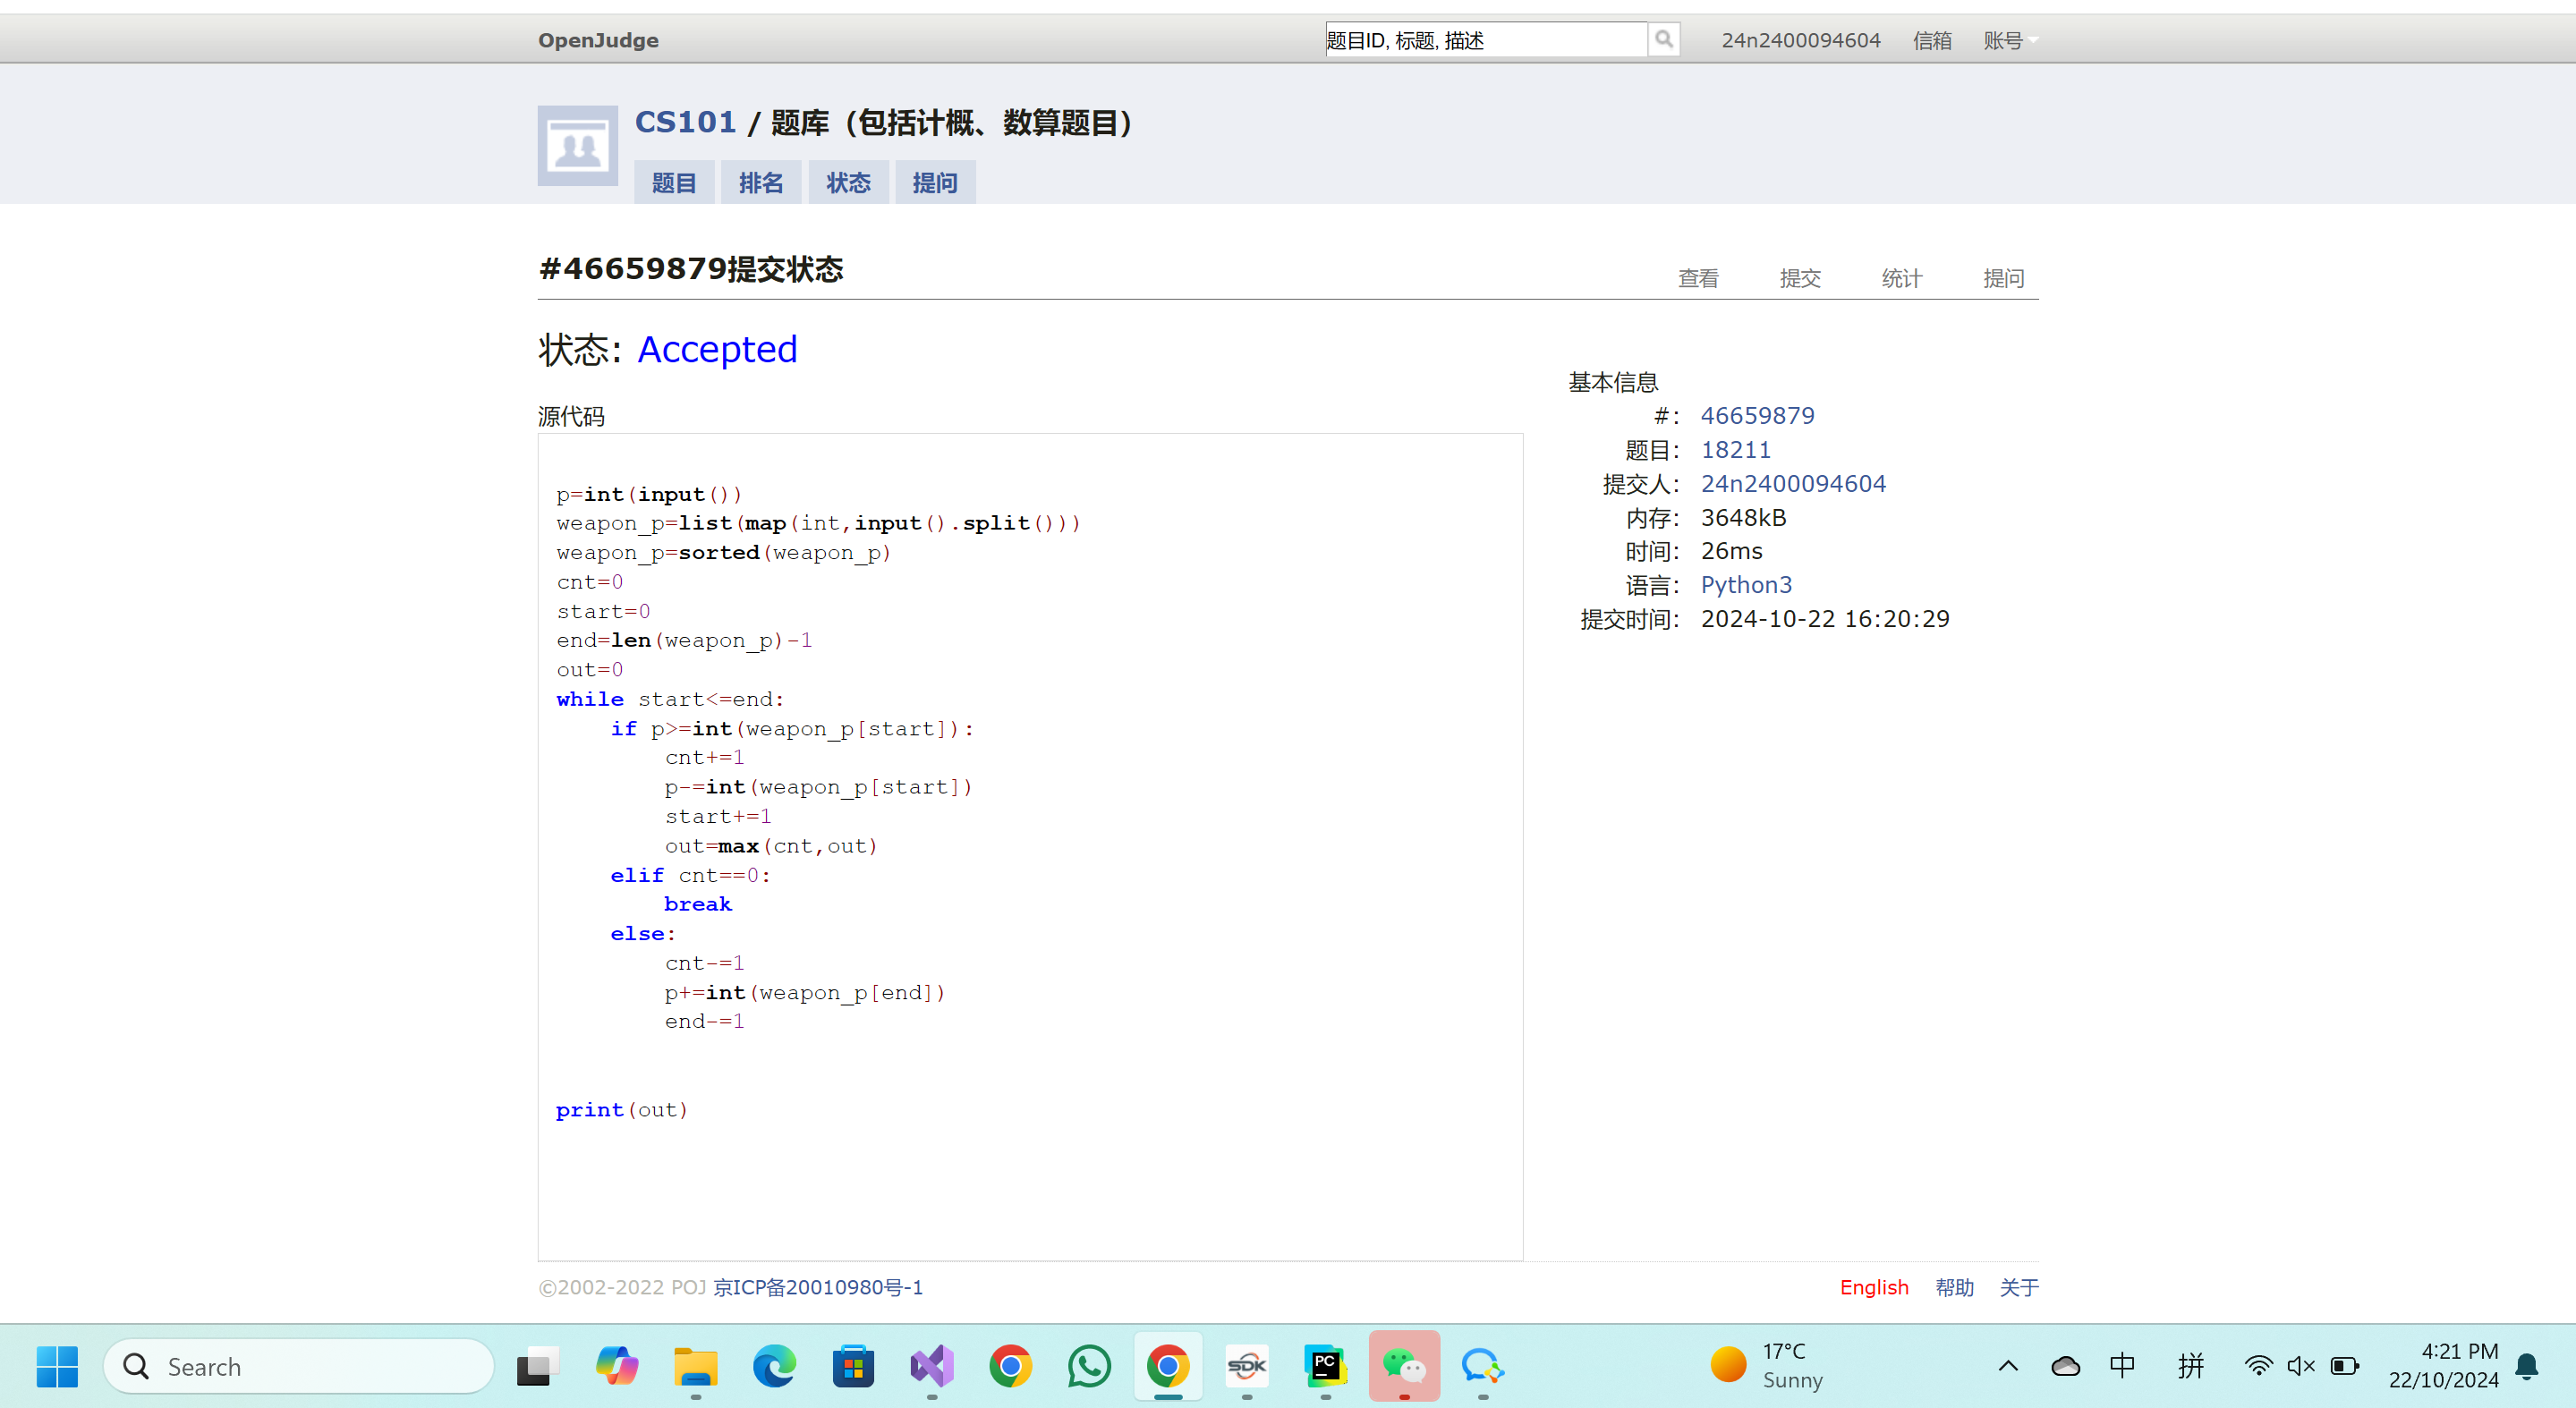 OpenJudge
题目ID, 标题, 描述
24n2400094604 信箱 账号
CS101 / 题库（包括计概、数算题目）
题目 排名 状态 提问
#46659879提交状态
查看 提交 统计 提问
状态: Accepted
源代码
p=int(input())
weapon_p=list(map(int,input().split()))
weapon_p=sorted(weapon_p)
cnt=0
start=0
end=len(weapon_p)-1
out=0
while start<=end:
    if p>=int(weapon_p[start]):
        cnt+=1
        p-=int(weapon_p[start])
        start+=1
        out=max(cnt,out)
    elif cnt==0:
        break
    else:
        cnt-=1
        p+=int(weapon_p[end])
        end-=1
print(out)
基本信息
#: 46659879
题目: 18211
提交人: 24n2400094604
内存: 3648kB
时间: 26ms
语言: Python3
提交时间: 2024-10-22 16:20:29
©2002-2022 POJ 京ICP备20010980号-1
English 帮助 关于
Search
SDK
PC
17°C
Sunny
中
拼
4:21 PM
22/10/2024